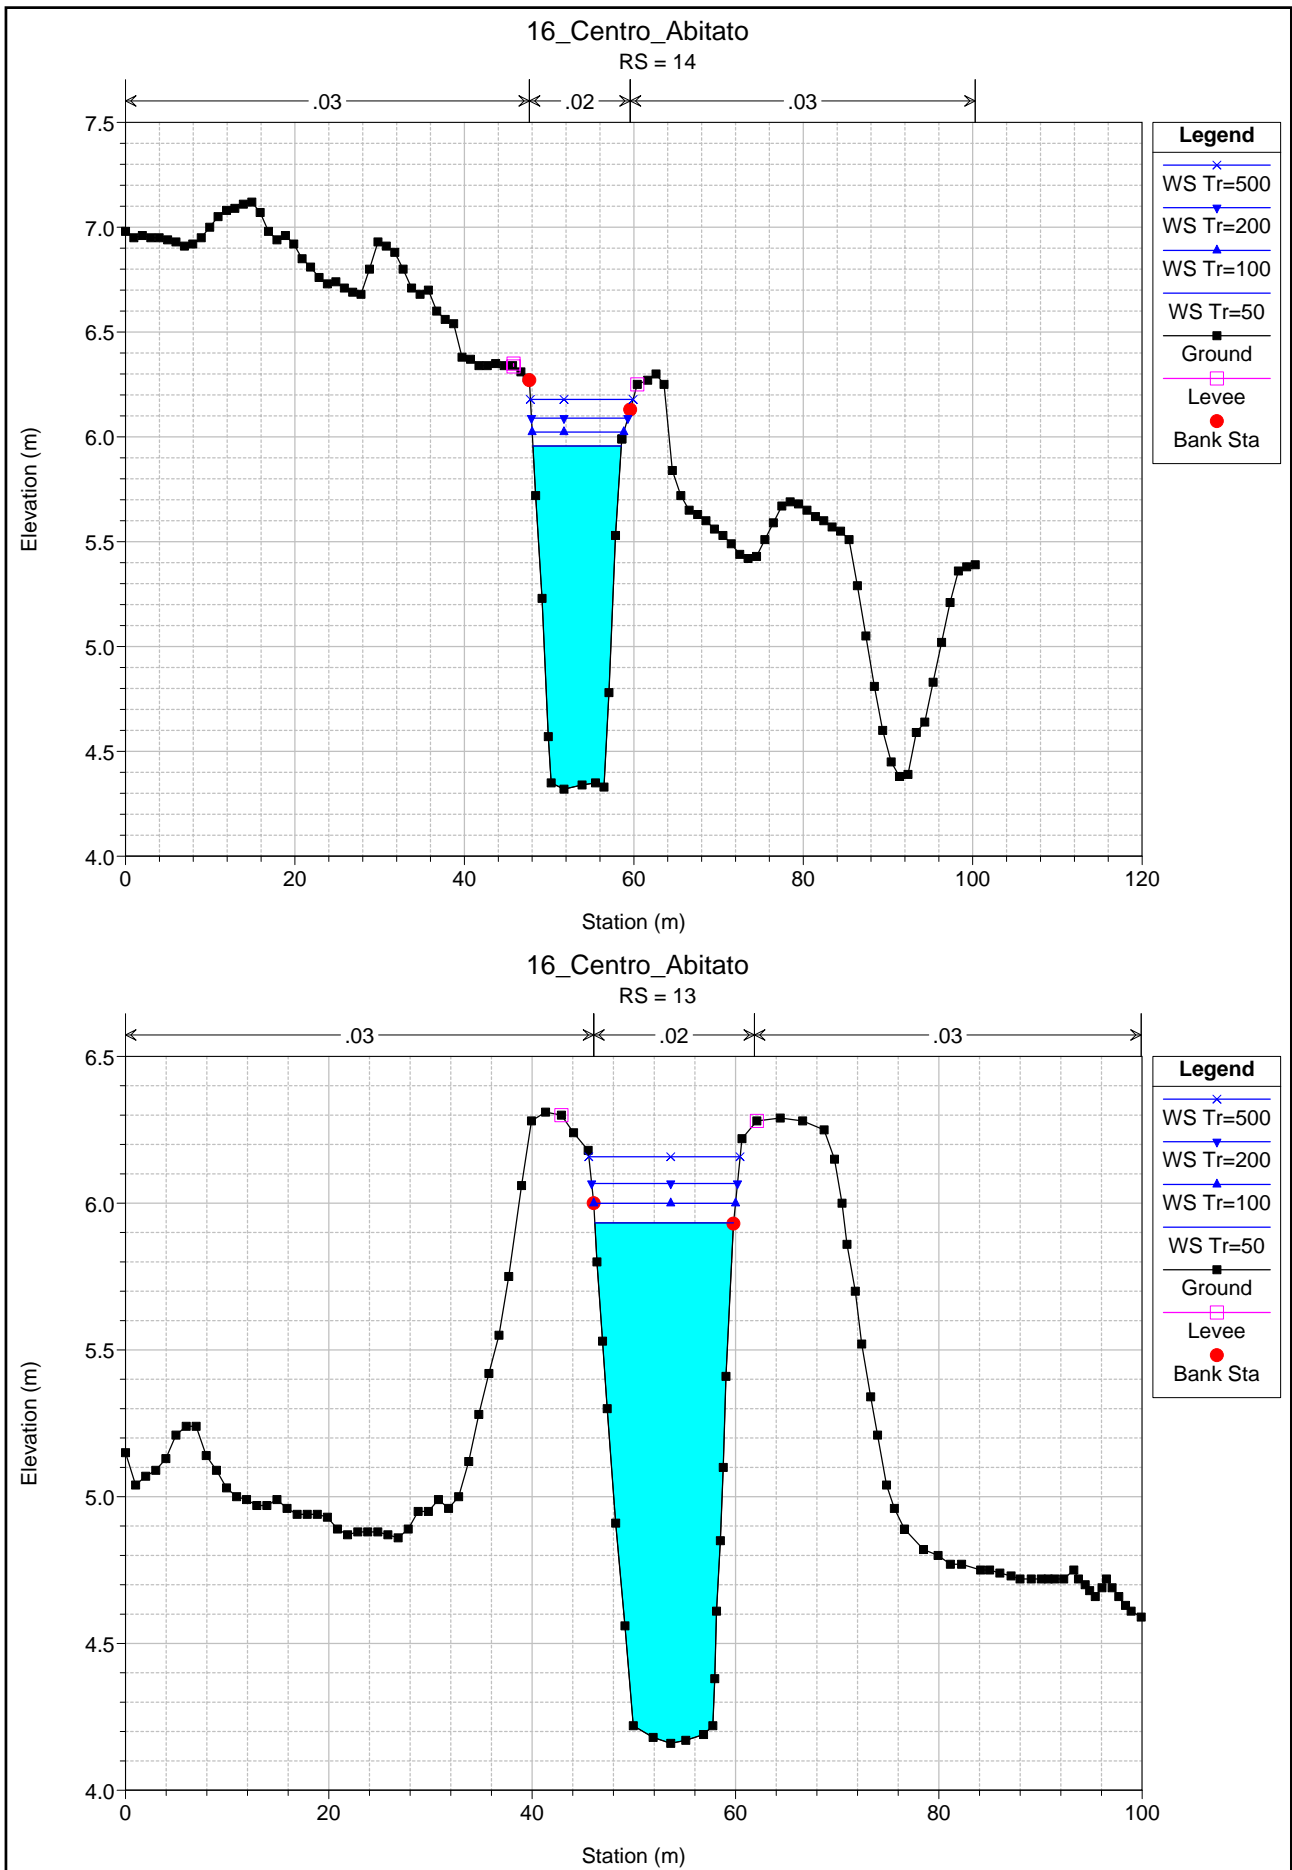 16_Centro_Abitato
RS = 14
.03 .02 .03
7.5
7.0
6.5
6.0
5.5
5.0
4.5
4.0
Elevation (m)
0 20 40 60 80 100 120
Station (m)
Legend
WS Tr=500
WS Tr=200
WS Tr=100
WS Tr=50
Ground
Levee
Bank Sta
16_Centro_Abitato
RS = 13
.03 .02 .03
6.5
6.0
5.5
5.0
4.5
4.0
Elevation (m)
0 20 40 60 80 100
Station (m)
Legend
WS Tr=500
WS Tr=200
WS Tr=100
WS Tr=50
Ground
Levee
Bank Sta